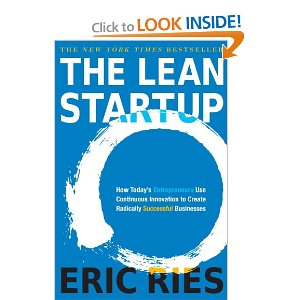 Click to LOOK INSIDE!
THE NEW YORK TIMES BESTSELLER
THE LEAN
STARTUP
How Today's Entrepreneurs Use
Continuous Innovation to Create
Radically Successful Businesses
ERIC RIES